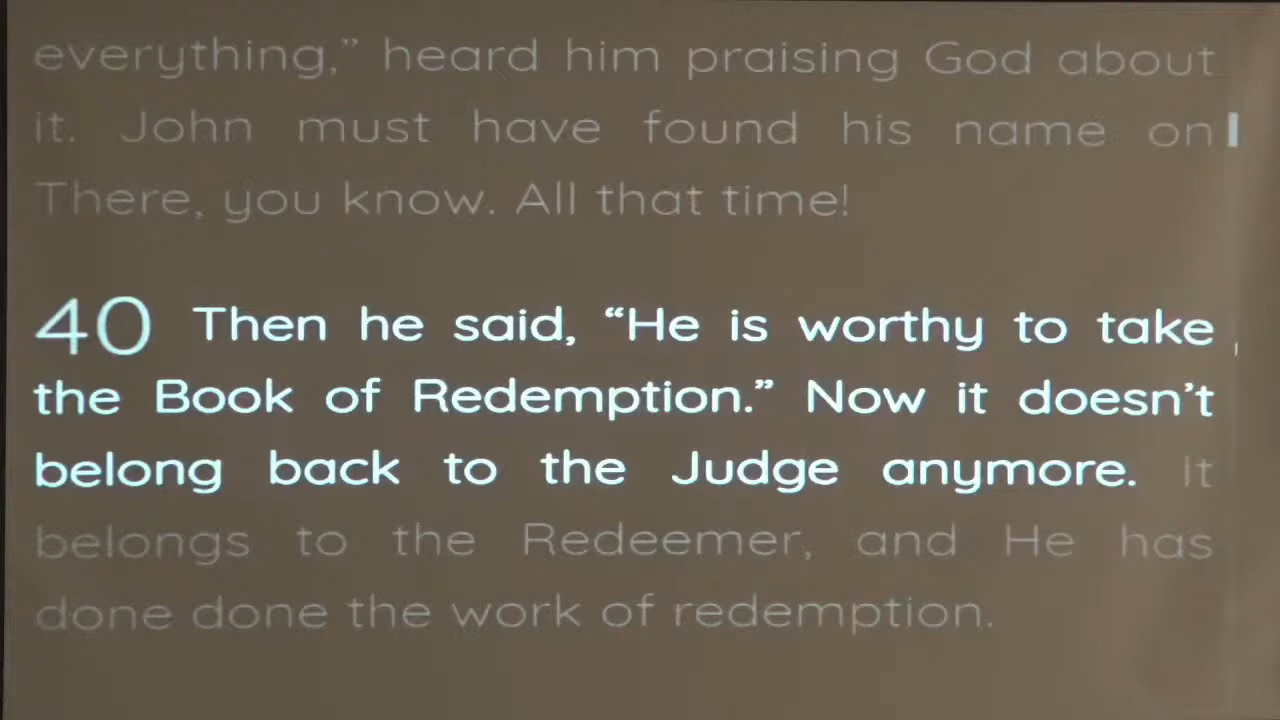 everything,” heard him praising God about
it. John must have found his name on
There, you know. All that time!
40 Then he said, “He is worthy to take
the Book of Redemption.” Now it doesn’t
belong back to the Judge anymore. It
belongs to the Redeemer, and He has
done done the work of redemption.